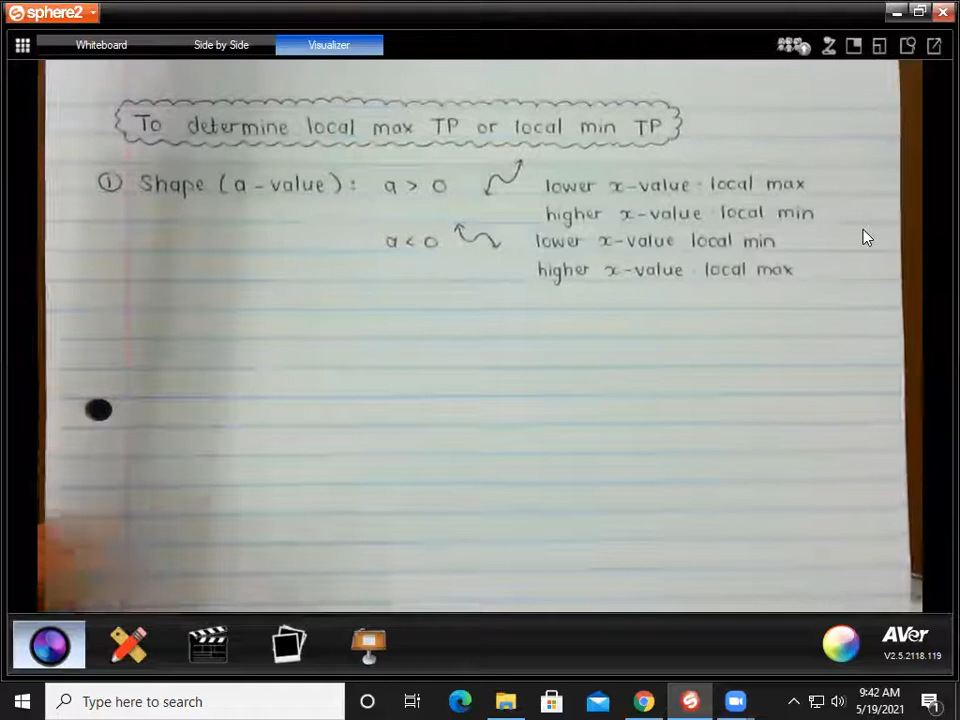 sphere2
Whiteboard
Side by Side
Visualizer
To determine local max TP or local min TP
① Shape (a-value): a > 0 lower x-value local max
higher x-value local min
a < 0 lower x-value local min
higher x-value local max
AVer
V2.5.2118.119
Type here to search
9:42 AM
5/19/2021
1